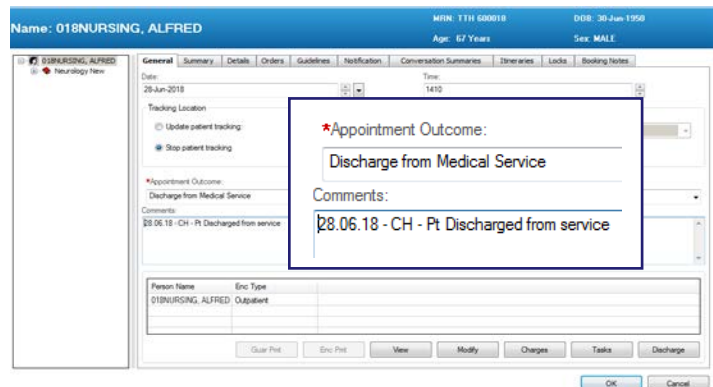 Name: 018NURSING, ALFRED
MRN: TTH 600018
DOB: 30-Jun-1950
Age: 67 Years
Sex: MALE
018NURSING, ALFRED
Neurology New
General Summary Details Orders Guidelines Notification Conversation Summaries Itineraries Locks Booking Notes
Date:
Time:
28-Jun-2018
1410
Tracking Location
Update patient tracking:
Stop patient tracking
*Appointment Outcome:
Discharge from Medical Service
Comments:
28.06.18 - CH - Pt Discharged from service
*Appointment Outcome:
Discharge from Medical Service
Comments:
28.06.18 - CH - Pt Discharged from service
Person Name Enc Type
018NURSING, ALFRED Outpatient
Guar Pmt Enc Pmt View Modify Charges Tasks Discharge
OK Cancel